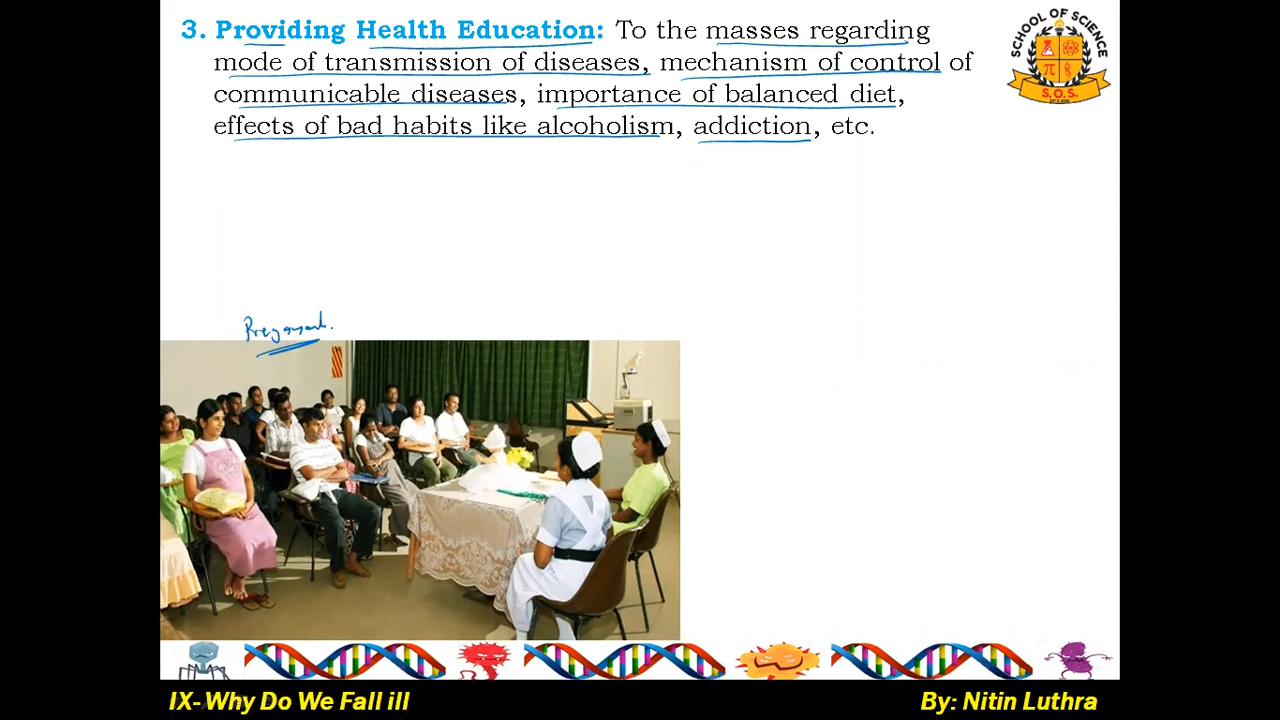 3. Providing Health Education: To the masses regarding
mode of transmission of diseases, mechanism of control of
communicable diseases, importance of balanced diet,
effects of bad habits like alcoholism, addiction, etc.
SCHOOL OF SCIENCE
π
S.O.S.
IX- Why Do We Fall ill
By: Nitin Luthra